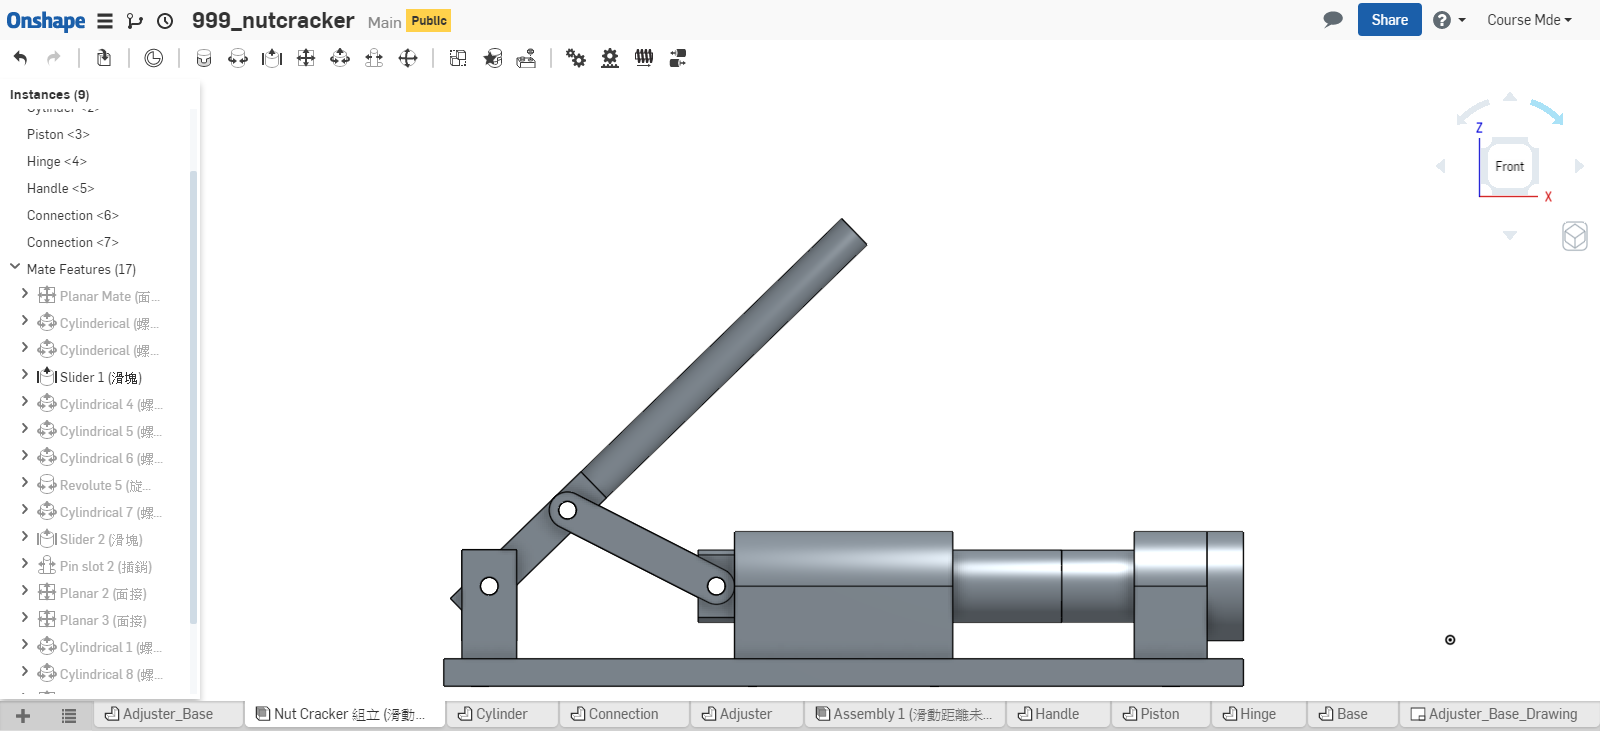 Onshape 999_nutcracker Main Public Share Course Mde
Instances (9)
Cylinder <2>
Piston <3>
Hinge <4>
Handle <5>
Connection <6>
Connection <7>
Mate Features (17)
Planar Mate (面...
Cylinderical (螺...
Cylinderical (螺...
Slider 1 (滑塊)
Cylindrical 4 (螺...
Cylindrical 5 (螺...
Cylindrical 6 (螺...
Revolute 5 (旋...
Cylindrical 7 (螺...
Slider 2 (滑塊)
Pin slot 2 (插銷)
Planar 2 (面接)
Planar 3 (面接)
Cylindrical 1 (螺...
Cylindrical 8 (螺...
Z
Front
X
Adjuster_Base Nut Cracker 組立 (滑動... Cylinder Connection Adjuster Assembly 1 (滑動距離未... Handle Piston Hinge Base Adjuster_Base_Drawing